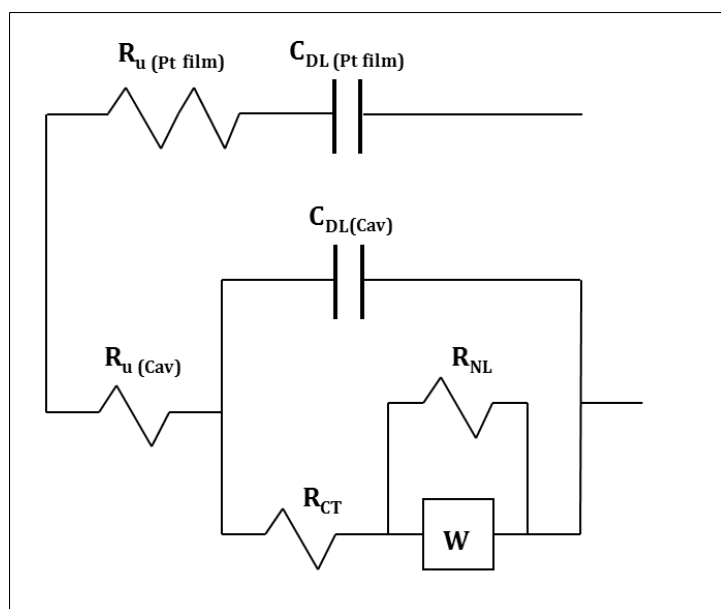 R_u (Pt film)
C_DL (Pt film)
C_DL(Cav)
R_u (Cav)
R_NL
R_CT
W